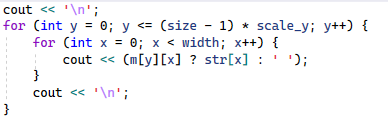 cout << '\n';
for (int y = 0; y <= (size - 1) * scale_y; y++) {
    for (int x = 0; x < width; x++) {
        cout << (m[y][x] ? str[x] : ' ');
    }
    cout << '\n';
}